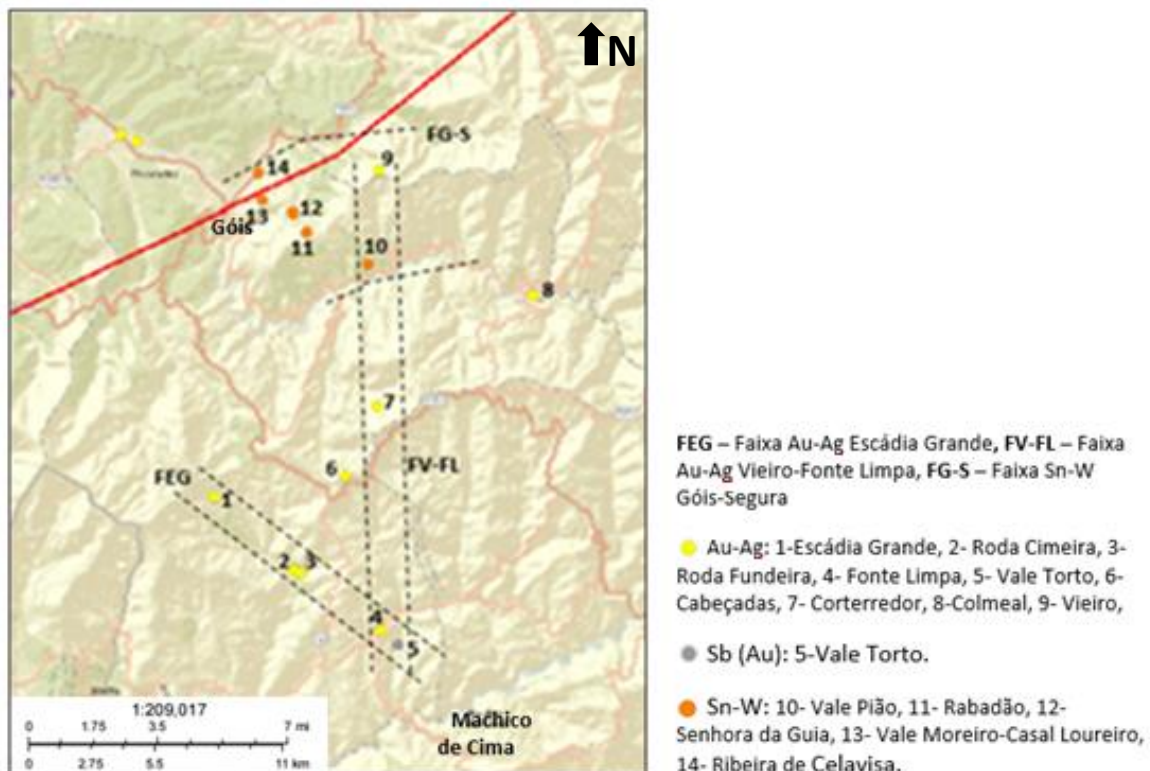 N
FG-S
9
14
13
12
Góis
11
10
8
7
6
FV-FL
FEG
1
2 3
4
5
1:209,017
0 1.75 3.5 7 mi
0 2.75 5.5 11 km
Machico
de Cima
FEG – Faixa Au-Ag Escádia Grande, FV-FL – Faixa
Au-Ag Vieiro-Fonte Limpa, FG-S – Faixa Sn-W
Góis-Segura
Au-Ag: 1-Escádia Grande, 2- Roda Cimeira, 3-
Roda Fundeira, 4- Fonte Limpa, 5- Vale Torto, 6-
Cabeçadas, 7- Corterredor, 8-Colmeal, 9- Vieiro,
Sb (Au): 5-Vale Torto.
Sn-W: 10- Vale Pião, 11- Rabadão, 12-
Senhora da Guia, 13- Vale Moreiro-Casal Loureiro,
14- Ribeira de Celavisa.